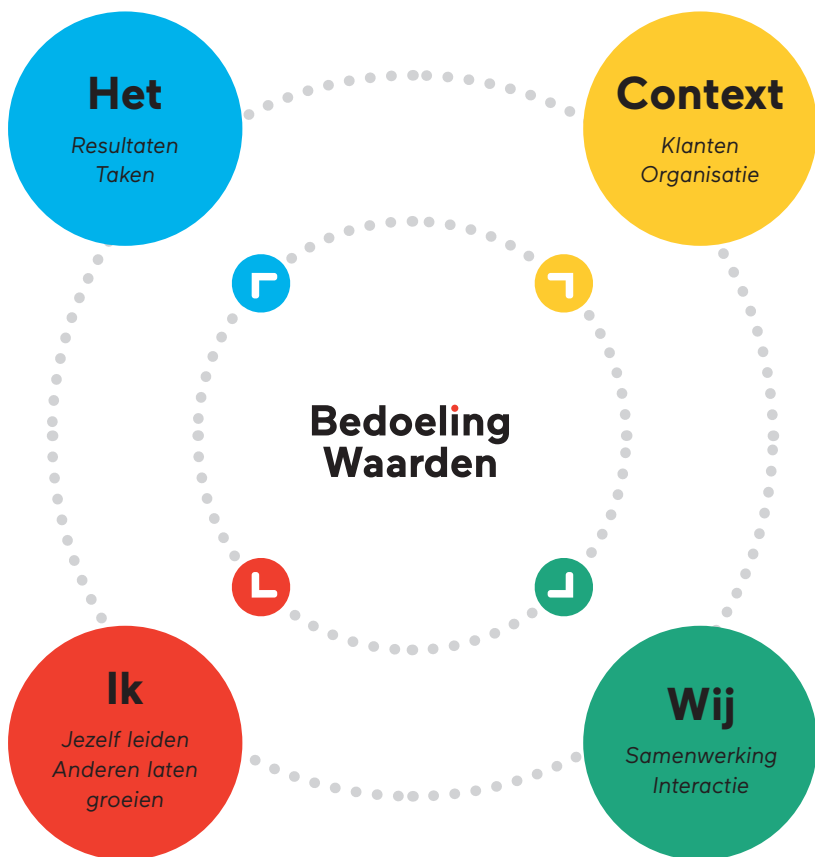 Het
Resultaten
Taken
Context
Klanten
Organisatie
Bedoeling
Waarden
Ik
Jezelf leiden
Anderen laten
groeien
Wij
Samenwerking
Interactie